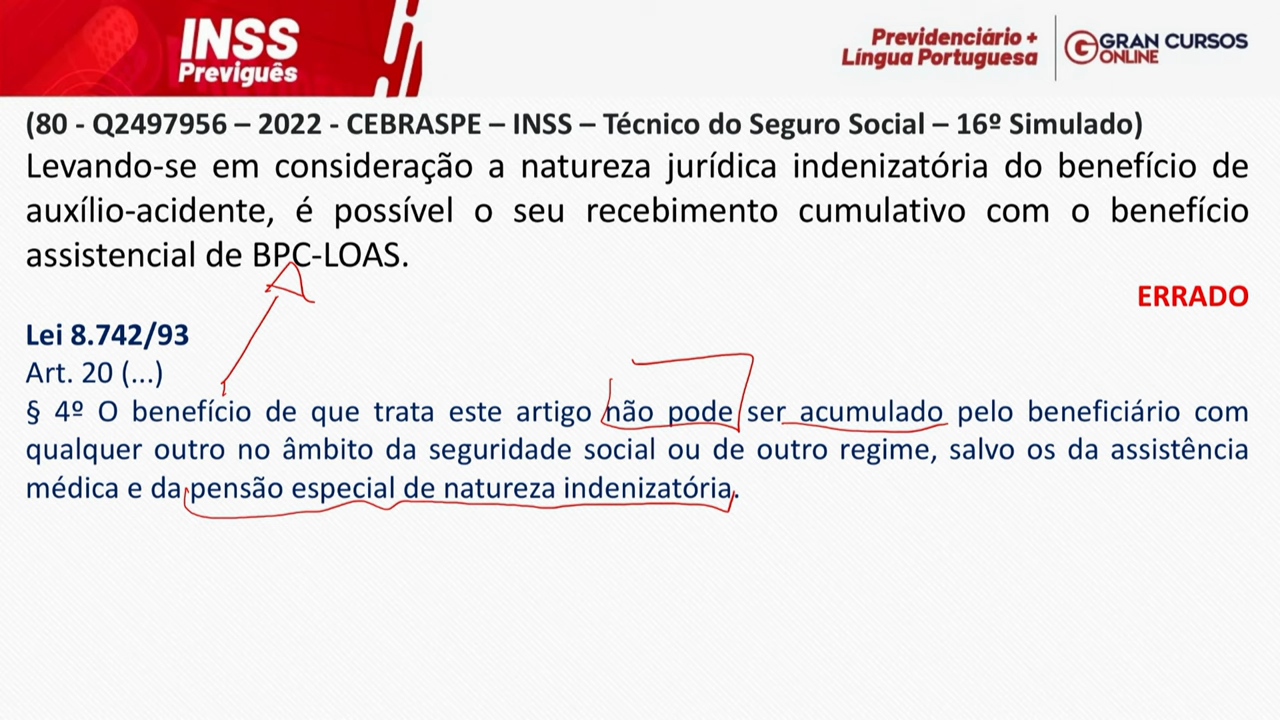 INSS
Previguês
Previdenciário +
Língua Portuguesa
GRAN CURSOS
ONLINE
(80 - Q2497956 – 2022 - CEBRASPE – INSS – Técnico do Seguro Social – 16º Simulado)
Levando-se em consideração a natureza jurídica indenizatória do benefício de
auxílio-acidente, é possível o seu recebimento cumulativo com o benefício
assistencial de BPC-LOAS.
ERRADO
Lei 8.742/93
Art. 20 (...)
§ 4º O benefício de que trata este artigo não pode ser acumulado pelo beneficiário com
qualquer outro no âmbito da seguridade social ou de outro regime, salvo os da assistência
médica e da pensão especial de natureza indenizatória.